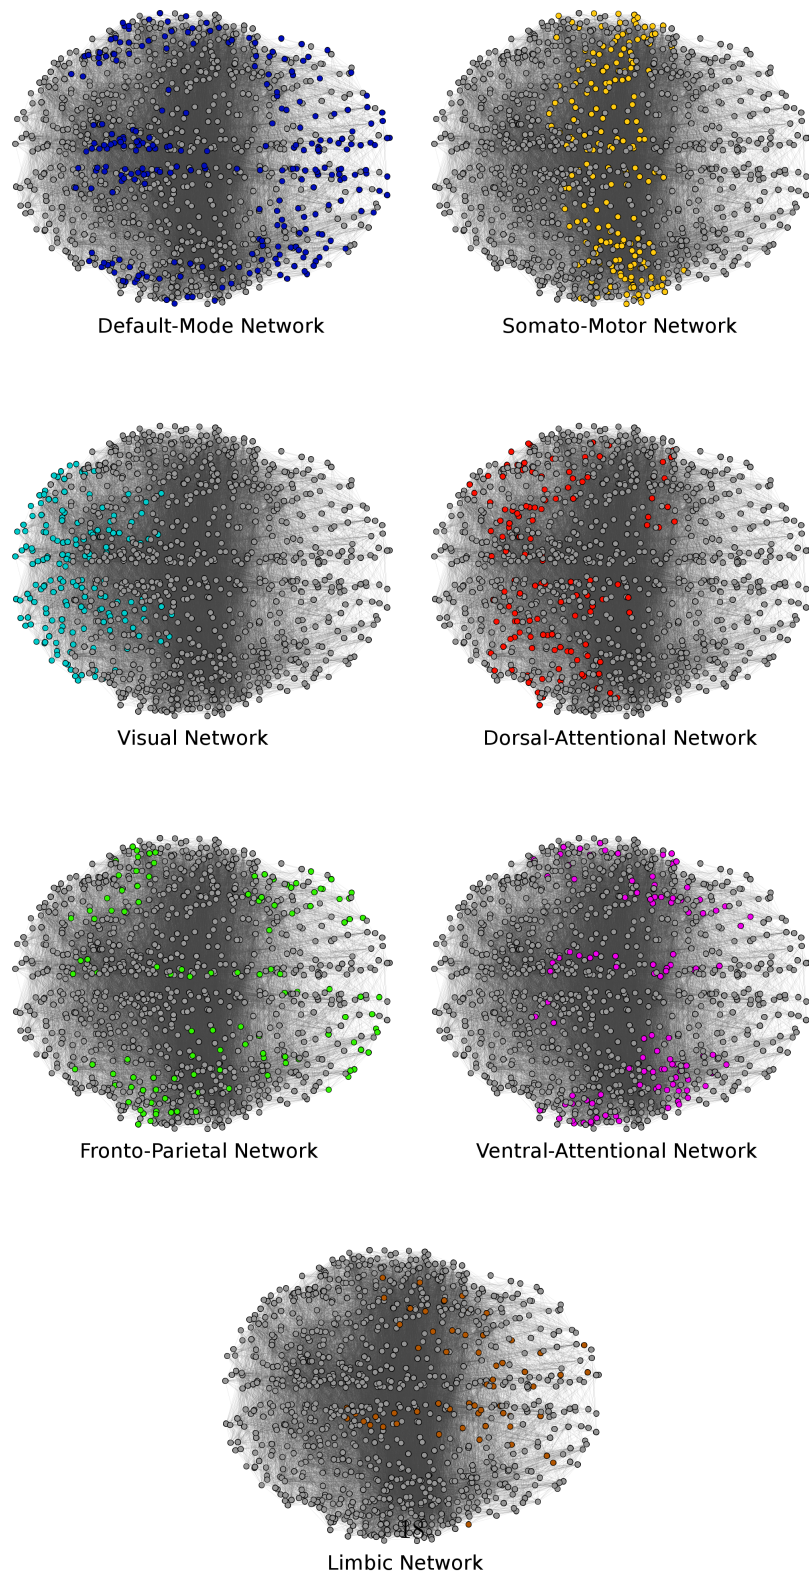 Default-Mode Network
Somato-Motor Network
Visual Network
Dorsal-Attentional Network
Fronto-Parietal Network
Ventral-Attentional Network
18
Limbic Network